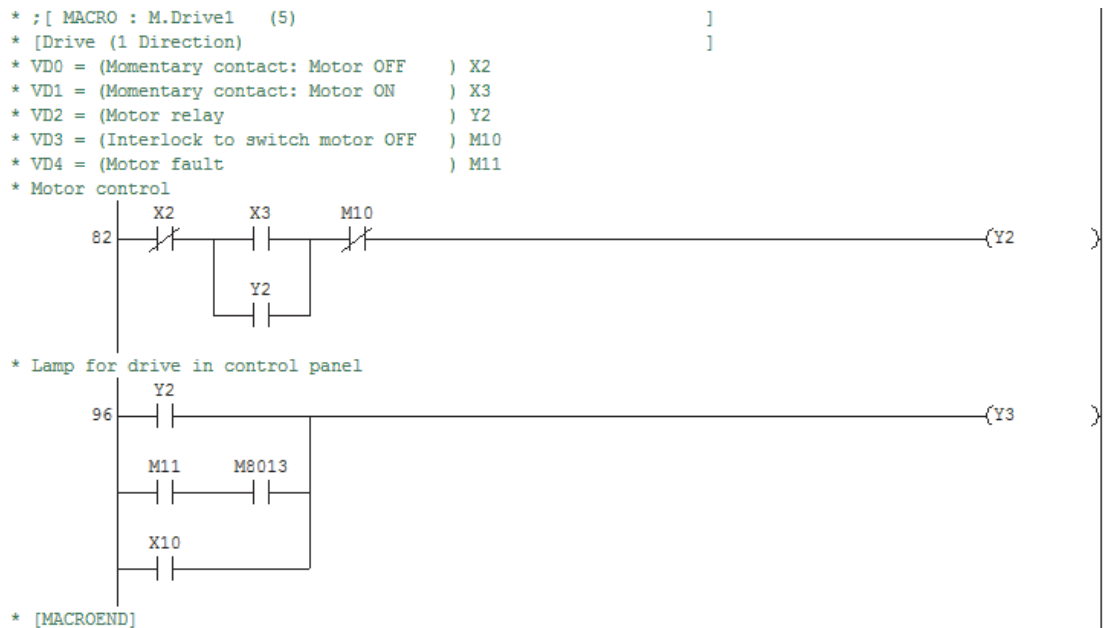 * ;[ MACRO : M.Drive1 (5) ]
* [Drive (1 Direction) ]
* VD0 = (Momentary contact: Motor OFF ) X2
* VD1 = (Momentary contact: Motor ON ) X3
* VD2 = (Motor relay ) Y2
* VD3 = (Interlock to switch motor OFF ) M10
* VD4 = (Motor fault ) M11
* Motor control
X2 X3 M10
82 (Y2 )
Y2
* Lamp for drive in control panel
Y2
96 (Y3 )
M11 M8013
X10
* [MACROEND]